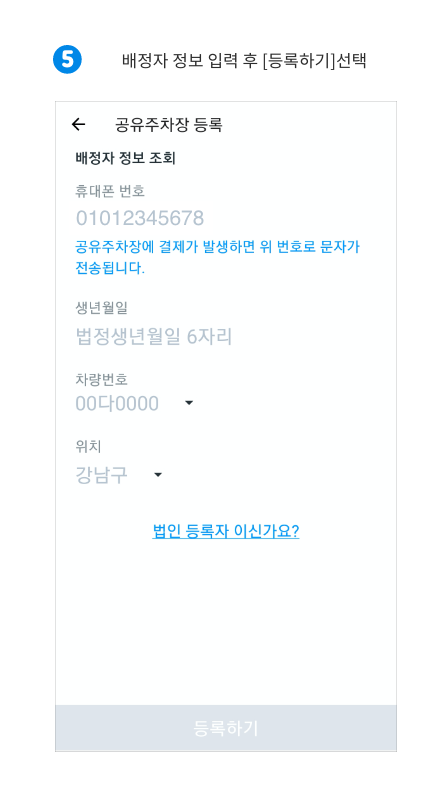 5 배정자 정보 입력 후 [등록하기]선택
공유주차장 등록
배정자 정보 조회
휴대폰 번호
01012345678
공유주차장에 결제가 발생하면 위 번호로 문자가
전송됩니다.
생년월일
법정생년월일 6자리
차량번호
00다0000
위치
강남구
법인 등록자 이신가요?
등록하기